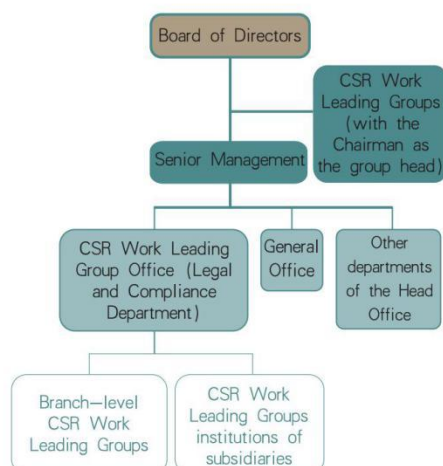 Board of Directors
CSR Work
Leading Groups
(with the
Chairman as
the group head)
Senior Management
CSR Work Leading
Group Office (Legal
and Compliance
Department)
General
Office
Other
departments
of the Head
Office
Branch-level
CSR Work
Leading Groups
CSR Work
Leading Groups
institutions of
subsidiaries